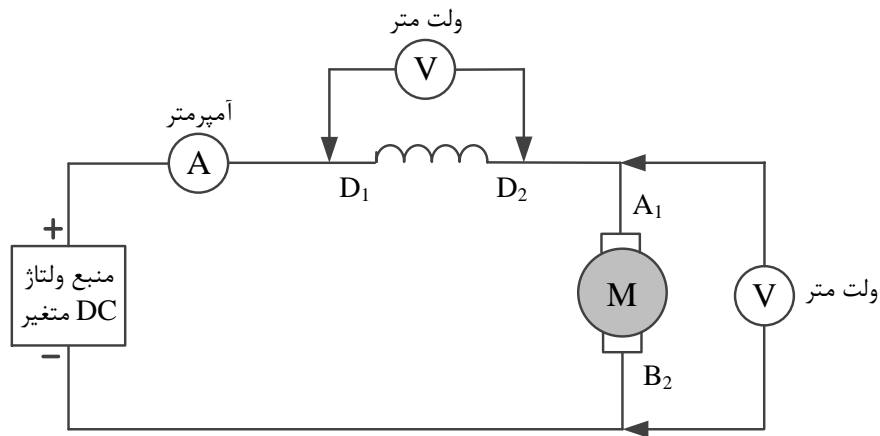 ولت متر
V
آمپرمتر
A
D₁
D₂
A₁
+
منبع ولتاژ
DC متغیر
−
M
V
ولت متر
B₂